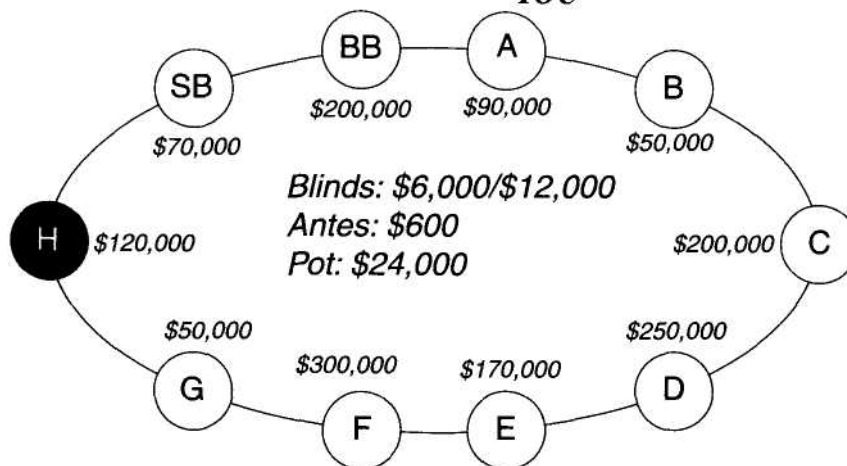 BB
A
SB
B
$200,000
$90,000
$70,000
$50,000
Blinds: $6,000/$12,000
Antes: $600
Pot: $24,000
H
$120,000
$200,000
C
$50,000
$300,000
$170,000
$250,000
G
F
E
D